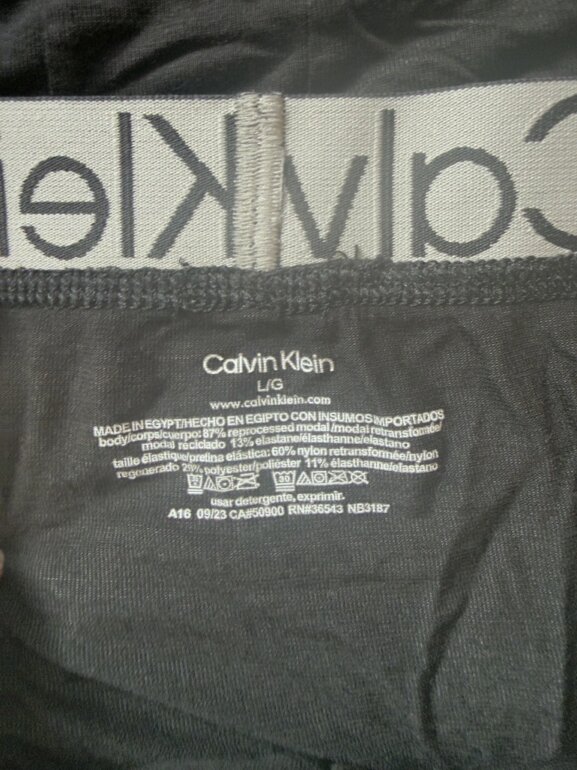 Calvin Klein
Calvin Klein
L/G
www.calvinklein.com
MADE IN EGYPT/HECHO EN EGIPTO CON INSUMOS IMPORTADOS
body/corps/cuerpo: 87% reprocessed modal/modal retransformée/
modal reciclado 13% elastane/élasthanne/elastano
taille élastique/pretina elástica: 60% nylon retransformée/nylon
regenerado 29% polyester/poliéster 11% élasthanne/elastano
30 30
usar detergente, exprimir.
A16 09/23 CA#50900 RN#36543 NB3187